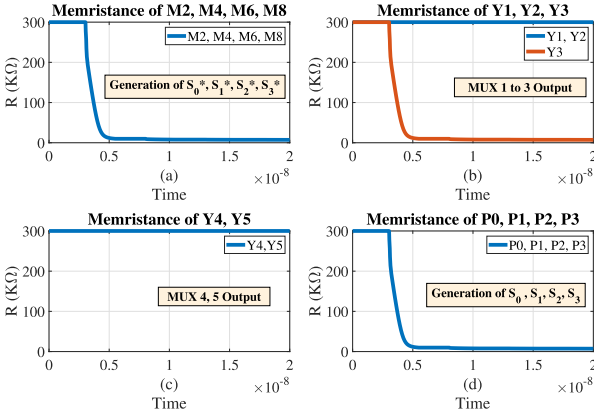 Memristance of M2, M4, M6, M8
R (KΩ)
300
200
100
0
M2, M4, M6, M8
Generation of S0*, S1*, S2*, S3*
0 0.5 1 1.5 2
(a)
×10-8
Time
Memristance of Y1, Y2, Y3
R (KΩ)
300
200
100
0
Y1, Y2
Y3
MUX 1 to 3 Output
0 0.5 1 1.5 2
(b)
×10-8
Time
Memristance of Y4, Y5
R (KΩ)
300
200
100
0
Y4,Y5
MUX 4, 5 Output
0 0.5 1 1.5 2
(c)
×10-8
Time
Memristance of P0, P1, P2, P3
R (KΩ)
300
200
100
0
P0, P1, P2, P3
Generation of S0 , S1, S2, S3
0 0.5 1 1.5 2
(d)
×10-8
Time